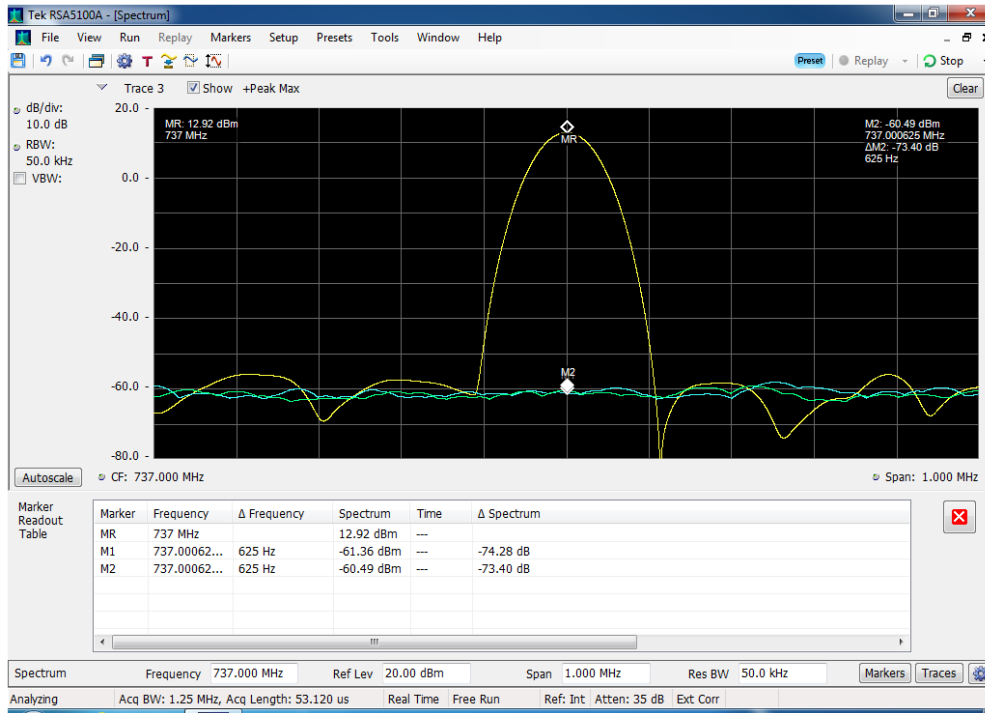 Tek RSA5100A - [Spectrum]
File View Run Replay Markers Setup Presets Tools Window Help
Preset Replay Stop
Trace 3 Show +Peak Max Clear
dB/div:
10.0 dB
RBW:
50.0 kHz
VBW:
20.0
0.0
-20.0
-40.0
-60.0
-80.0
MR: 12.92 dBm
737 MHz
MR
M2: -60.49 dBm
737.000625 MHz
ΔM2: -73.40 dB
625 Hz
M2
Autoscale CF: 737.000 MHz Span: 1.000 MHz
Marker
Readout
Table
Marker Frequency Δ Frequency Spectrum Time Δ Spectrum
MR 737 MHz 12.92 dBm ---
M1 737.00062... 625 Hz -61.36 dBm --- -74.28 dB
M2 737.00062... 625 Hz -60.49 dBm --- -73.40 dB
Spectrum Frequency 737.000 MHz Ref Lev 20.00 dBm Span 1.000 MHz Res BW 50.0 kHz Markers Traces
Analyzing Acq BW: 1.25 MHz, Acq Length: 53.120 us Real Time Free Run Ref: Int Atten: 35 dB Ext Corr